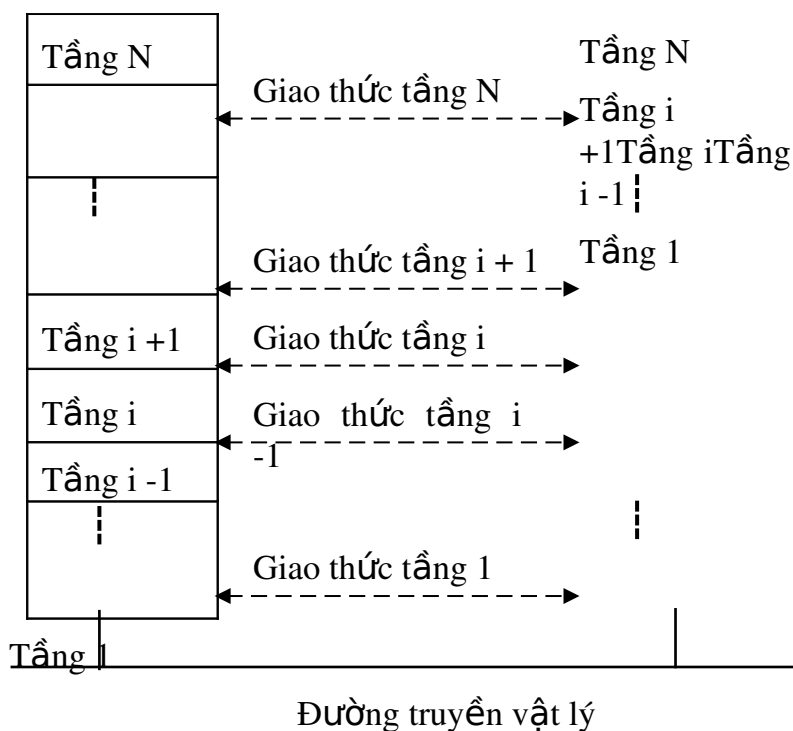 Tầng N
Giao thức tầng N
Tầng N
Tầng i
+1Tầng iTầng
i -1
Giao thức tầng i + 1
Tầng 1
Tầng i +1
Giao thức tầng i
Tầng i
Giao thức tầng i
-1
Tầng i -1
Giao thức tầng 1
Tầng 1
Đường truyền vật lý